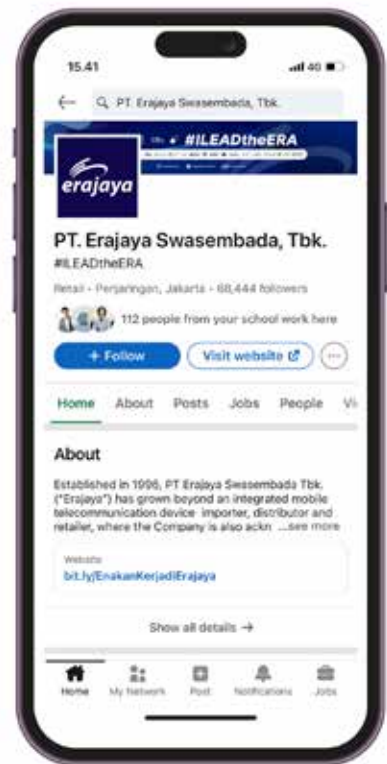 15.41
4G
PT. Erajaya Swasembada, Tbk.
#ILEADtheERA
erajaya
PT. Erajaya Swasembada, Tbk.
#ILEADtheERA
Retail - Penjaringan, Jakarta - 68,444 followers
112 people from your school work here
+ Follow
Visit website
Home About Posts Jobs People Vi
About
Established in 1996, PT Erajaya Swasembada Tbk.
("Erajaya") has grown beyond an integrated mobile
telecommunication device importer, distributor and
retailer, where the Company is also ackn ...see more
Website
bit.ly/EnakanKerjadiErajaya
Show all details →
Home My Network Post Notifications Jobs